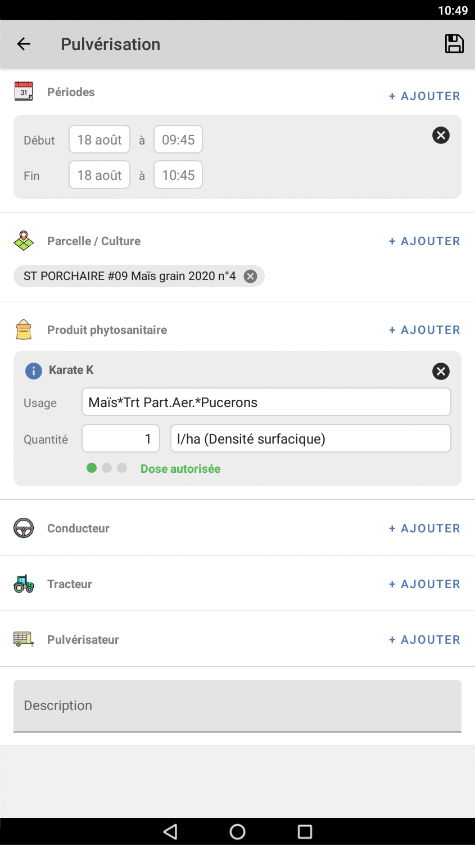 10:49
Pulvérisation
31
Périodes
+ AJOUTER
Début 18 août à 09:45
Fin 18 août à 10:45
Parcelle / Culture
+ AJOUTER
ST PORCHAIRE #09 Maïs grain 2020 n°4
Produit phytosanitaire
+ AJOUTER
Karate K
Usage Maïs*Trt Part.Aer.*Pucerons
Quantité 1 l/ha (Densité surfacique)
Dose autorisée
Conducteur
+ AJOUTER
Tracteur
+ AJOUTER
Pulvérisateur
+ AJOUTER
Description